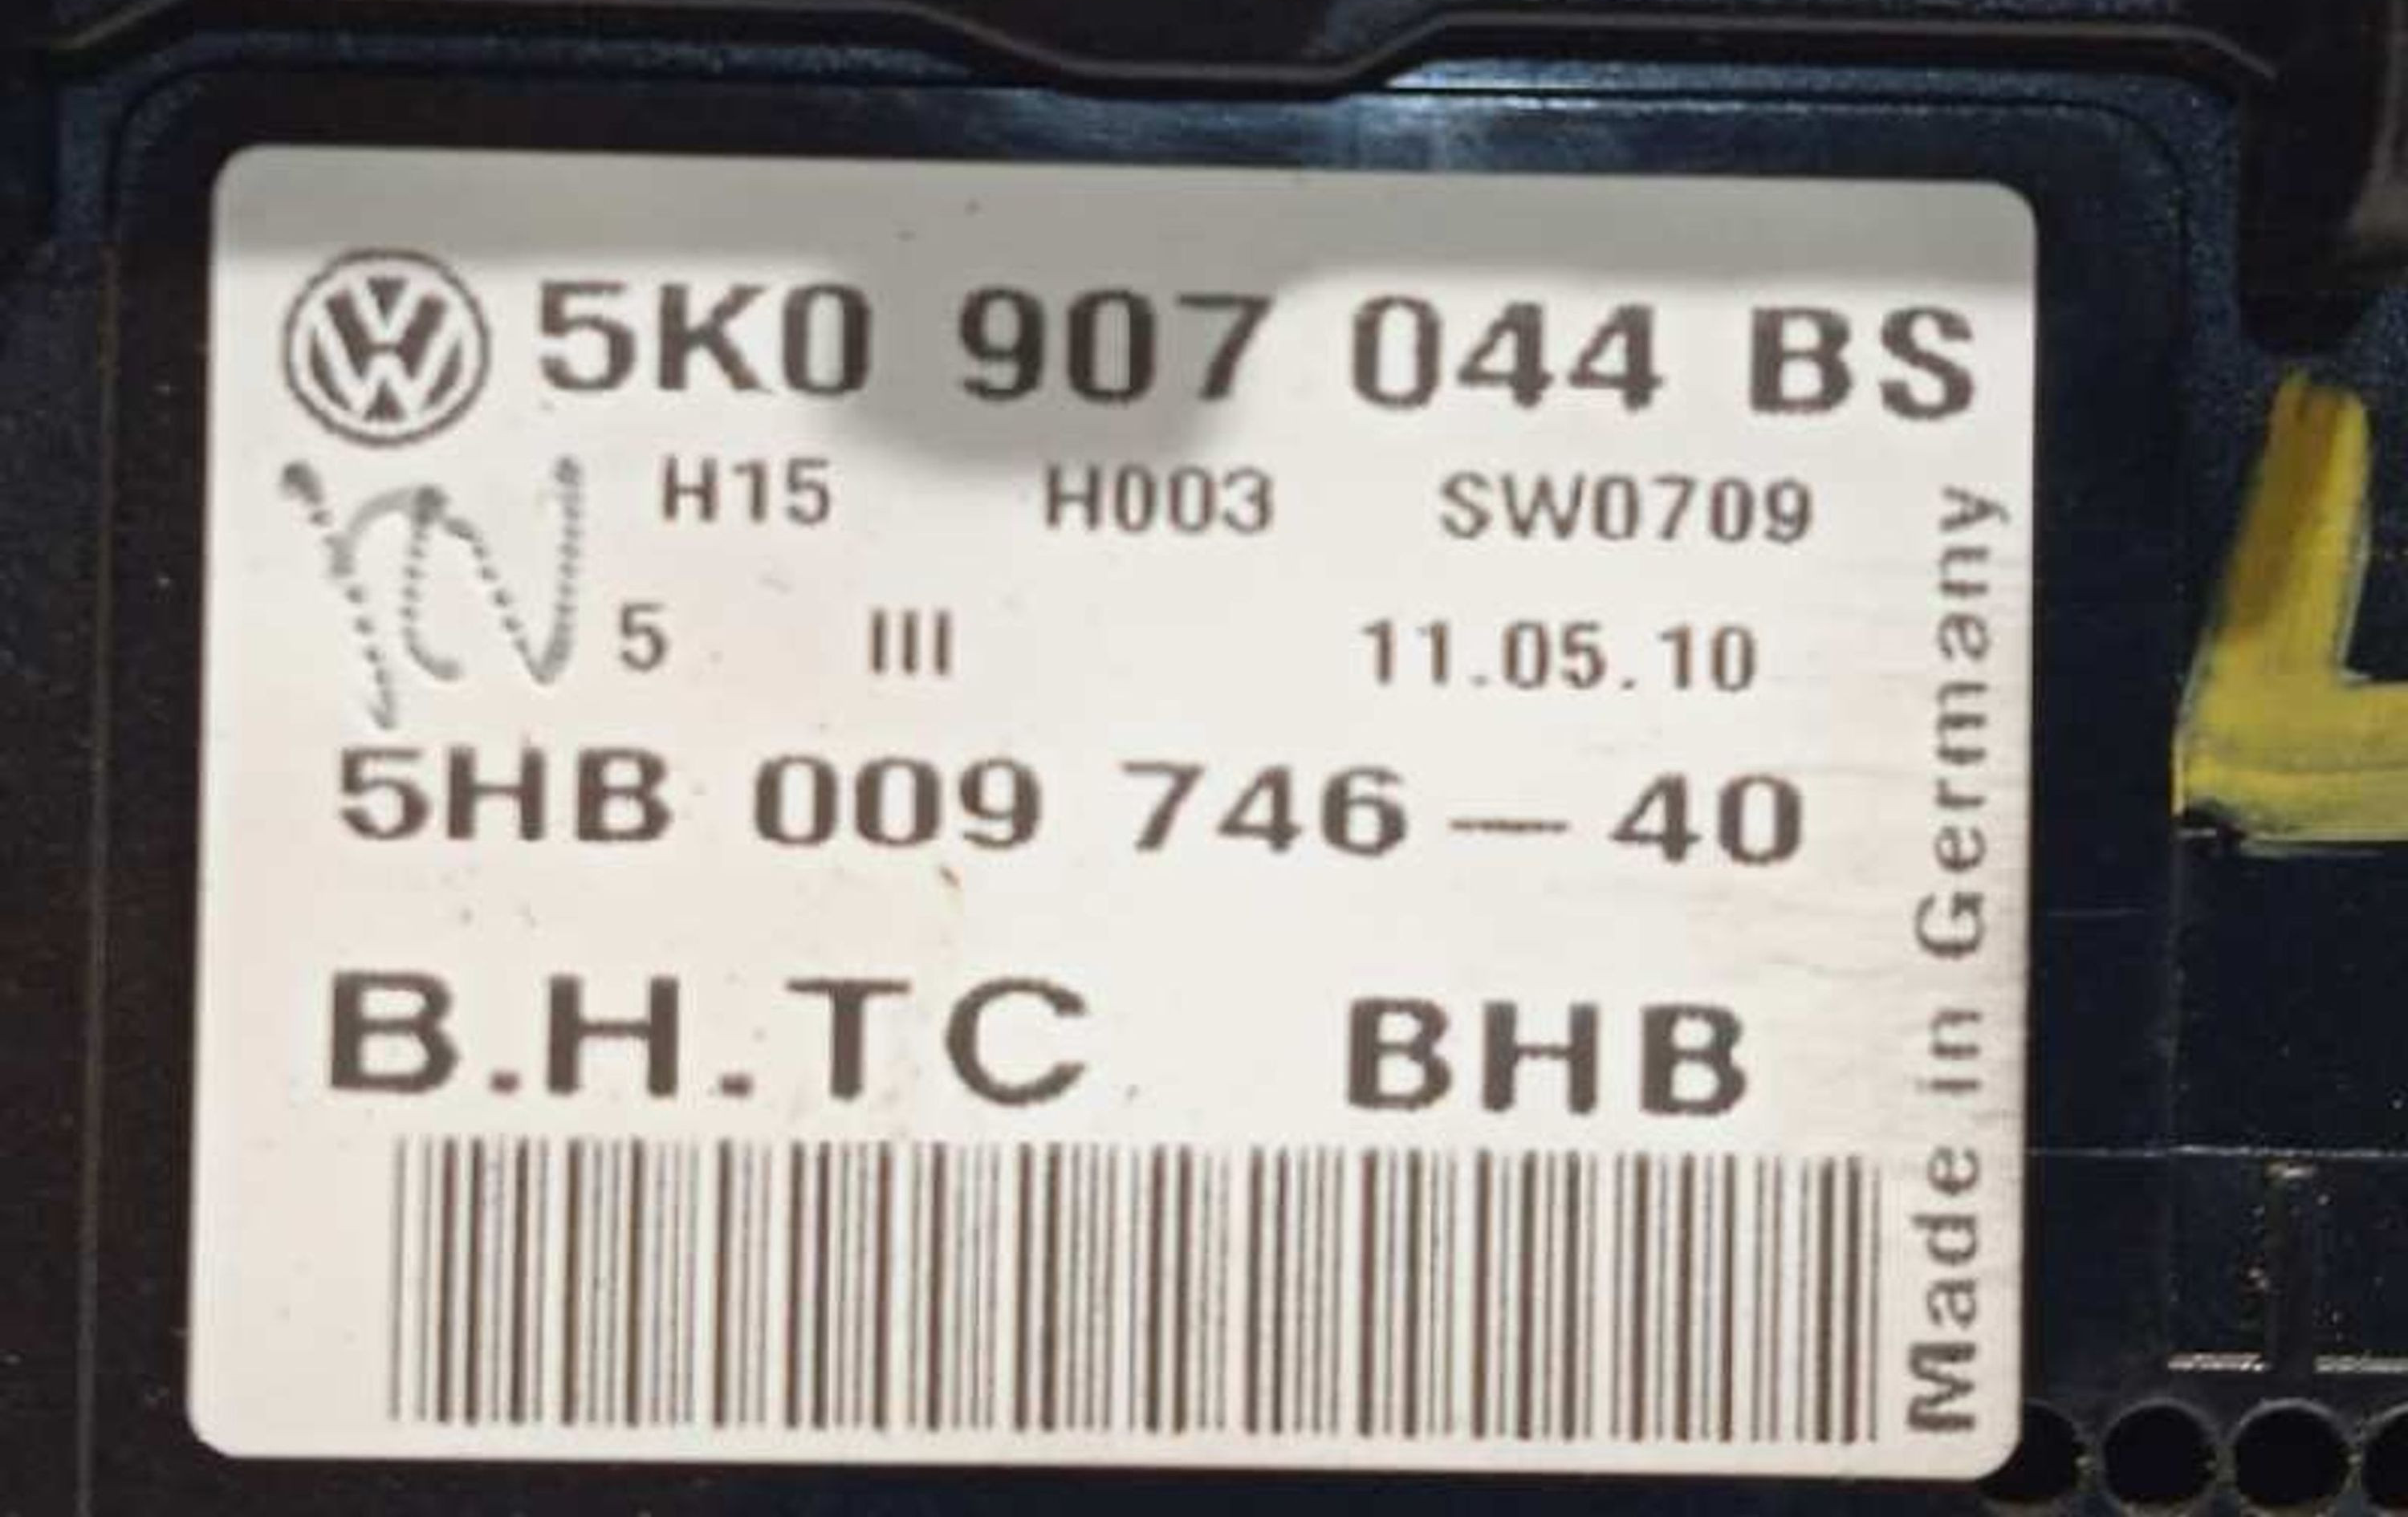 5K0 907 044 BS
H15 H003 SW0709
5 III 11.05.10
5HB 009 746 — 40
B.H.TC BHB
Made in Germany